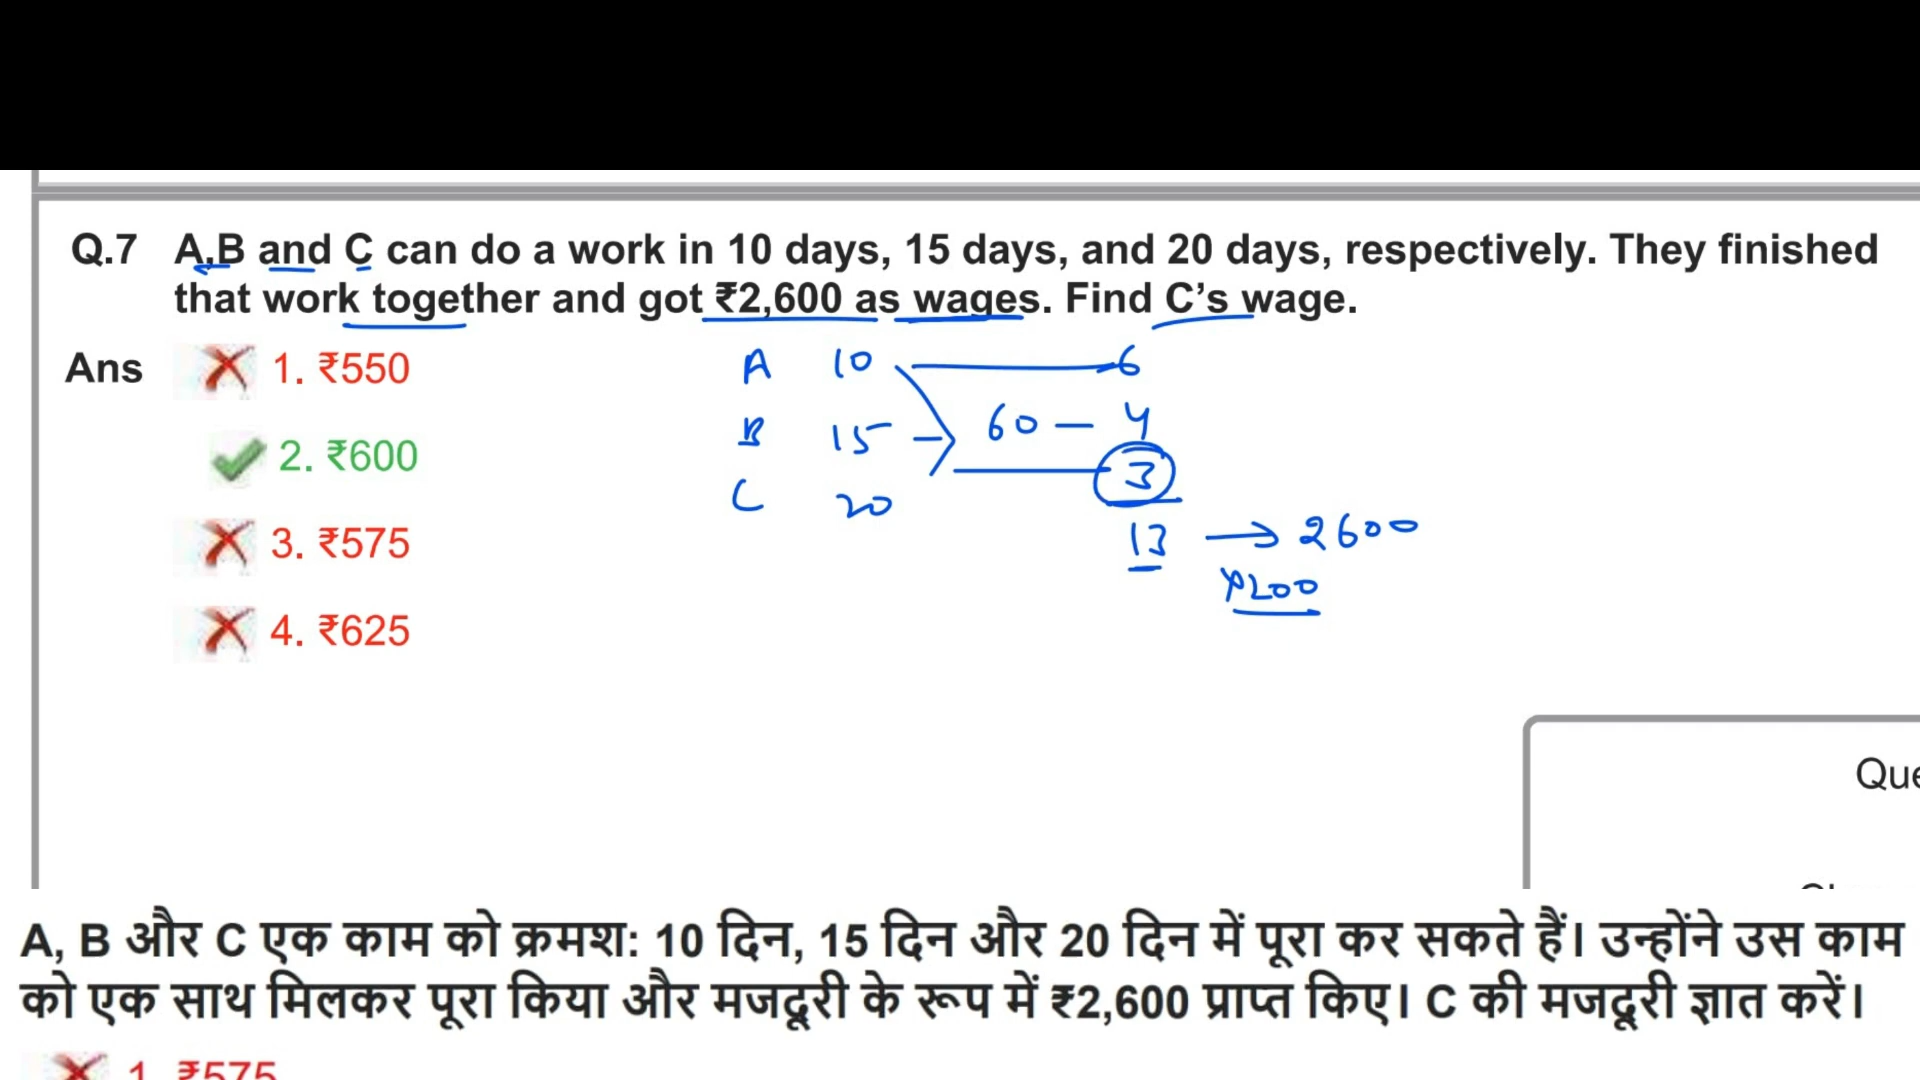 Q.7 A,B and C can do a work in 10 days, 15 days, and 20 days, respectively. They finished
that work together and got ₹2,600 as wages. Find C’s wage.
Ans 1. ₹550
2. ₹600
3. ₹575
4. ₹625
A 10 6
B 15 60 — 4
C 20 3
13 → 2600
×200
Que
A, B और C एक काम को क्रमश: 10 दिन, 15 दिन और 20 दिन में पूरा कर सकते हैं। उन्होंने उस काम
को एक साथ मिलकर पूरा किया और मजदूरी के रूप में ₹2,600 प्राप्त किए। C की मजदूरी ज्ञात करें।
1. ₹575